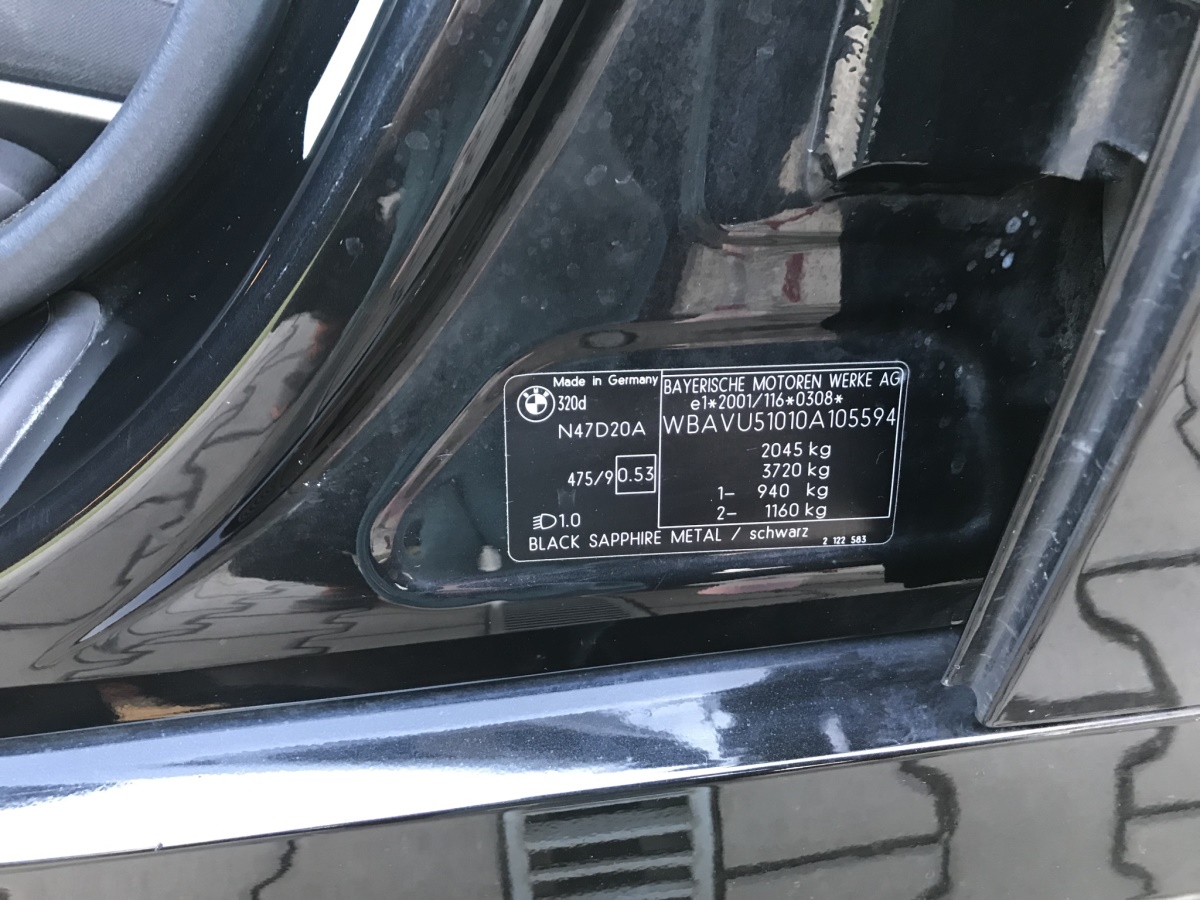 Made in Germany
320d
N47D20A
475/9 0.53
1.0
BAYERISCHE MOTOREN WERKE AG
e1*2001/116*0308*
WBAVU51010A105594
2045 kg
3720 kg
1- 940 kg
2- 1160 kg
BLACK SAPPHIRE METAL / schwarz 2 122 583